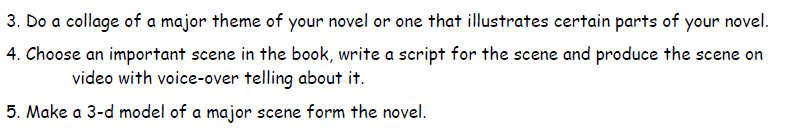 3. Do a collage of a major theme of your novel or one that illustrates certain parts of your novel.
4. Choose an important scene in the book, write a script for the scene and produce the scene on
video with voice-over telling about it.
5. Make a 3-d model of a major scene form the novel.